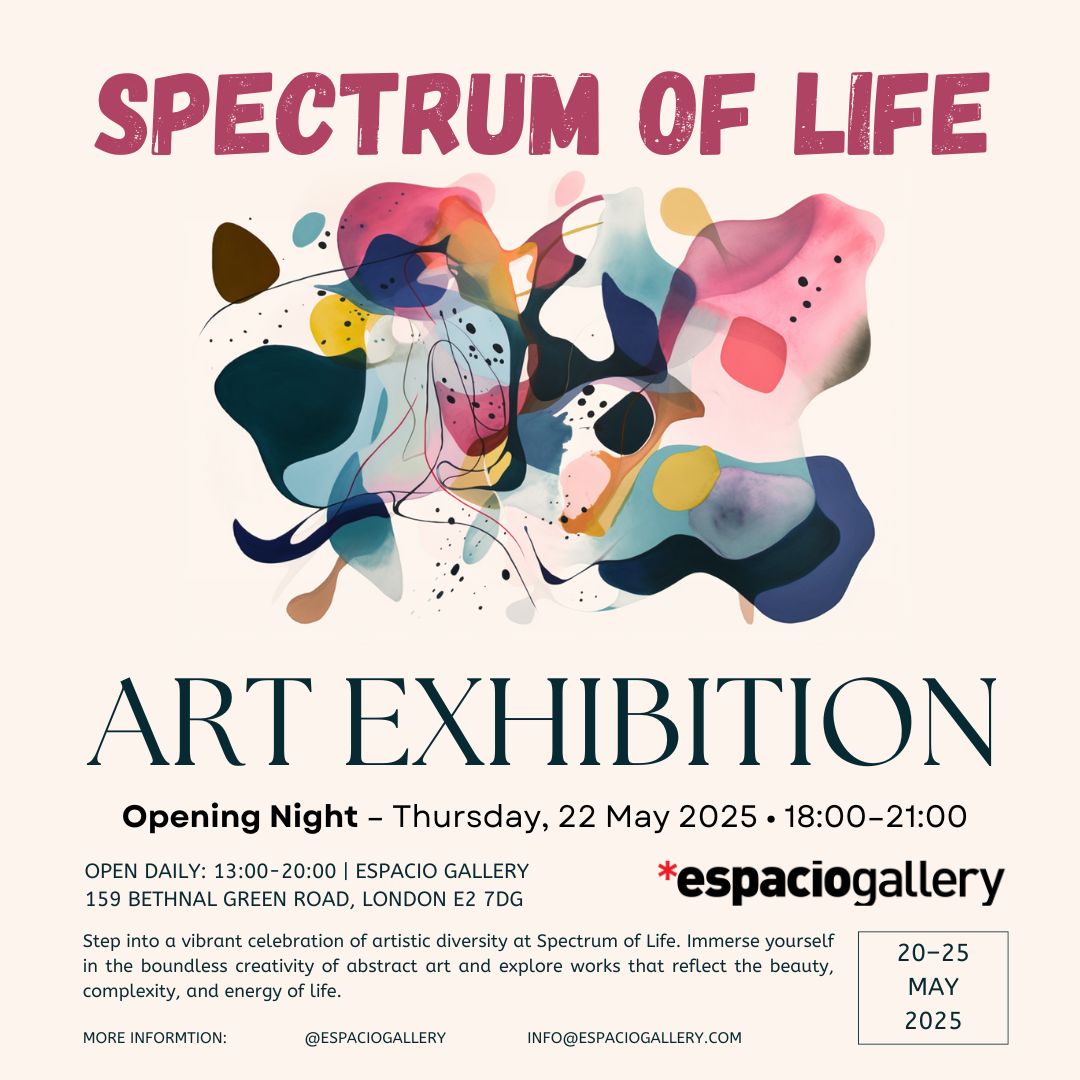 SPECTRUM OF LIFE
ART EXHIBITION
Opening Night – Thursday, 22 May 2025 • 18:00–21:00
OPEN DAILY: 13:00-20:00 | ESPACIO GALLERY
159 BETHNAL GREEN ROAD, LONDON E2 7DG
*espaciogallery
Step into a vibrant celebration of artistic diversity at Spectrum of Life. Immerse yourself
in the boundless creativity of abstract art and explore works that reflect the beauty,
complexity, and energy of life.
20–25
MAY
2025
MORE INFORMTION: @ESPACIOGALLERY INFO@ESPACIOGALLERY.COM